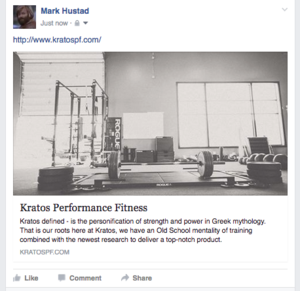 Mark Hustad
Just now ·
http://www.kratospf.com/
ROGUE
Kratos Performance Fitness
Kratos defined - is the personification of strength and power in Greek mythology.
That is our roots here at Kratos, we have an Old School mentality of training
combined with the newest research to deliver a top-notch product.
KRATOSPF.COM
Like Comment Share